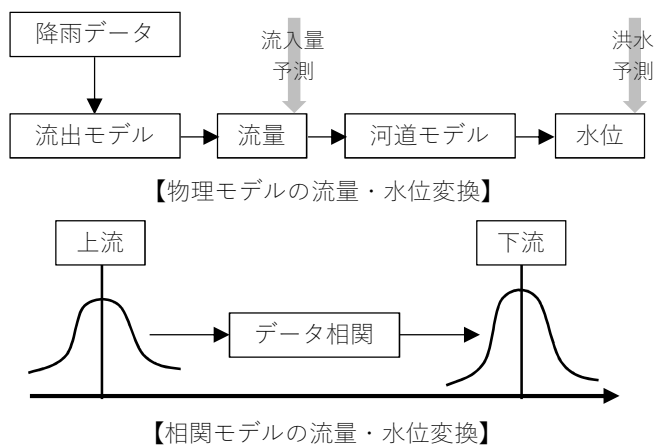 降雨データ
流入量
予測
洪水
予測
流出モデル
流量
河道モデル
水位
【物理モデルの流量・水位変換】
上流
下流
データ相関
【相関モデルの流量・水位変換】